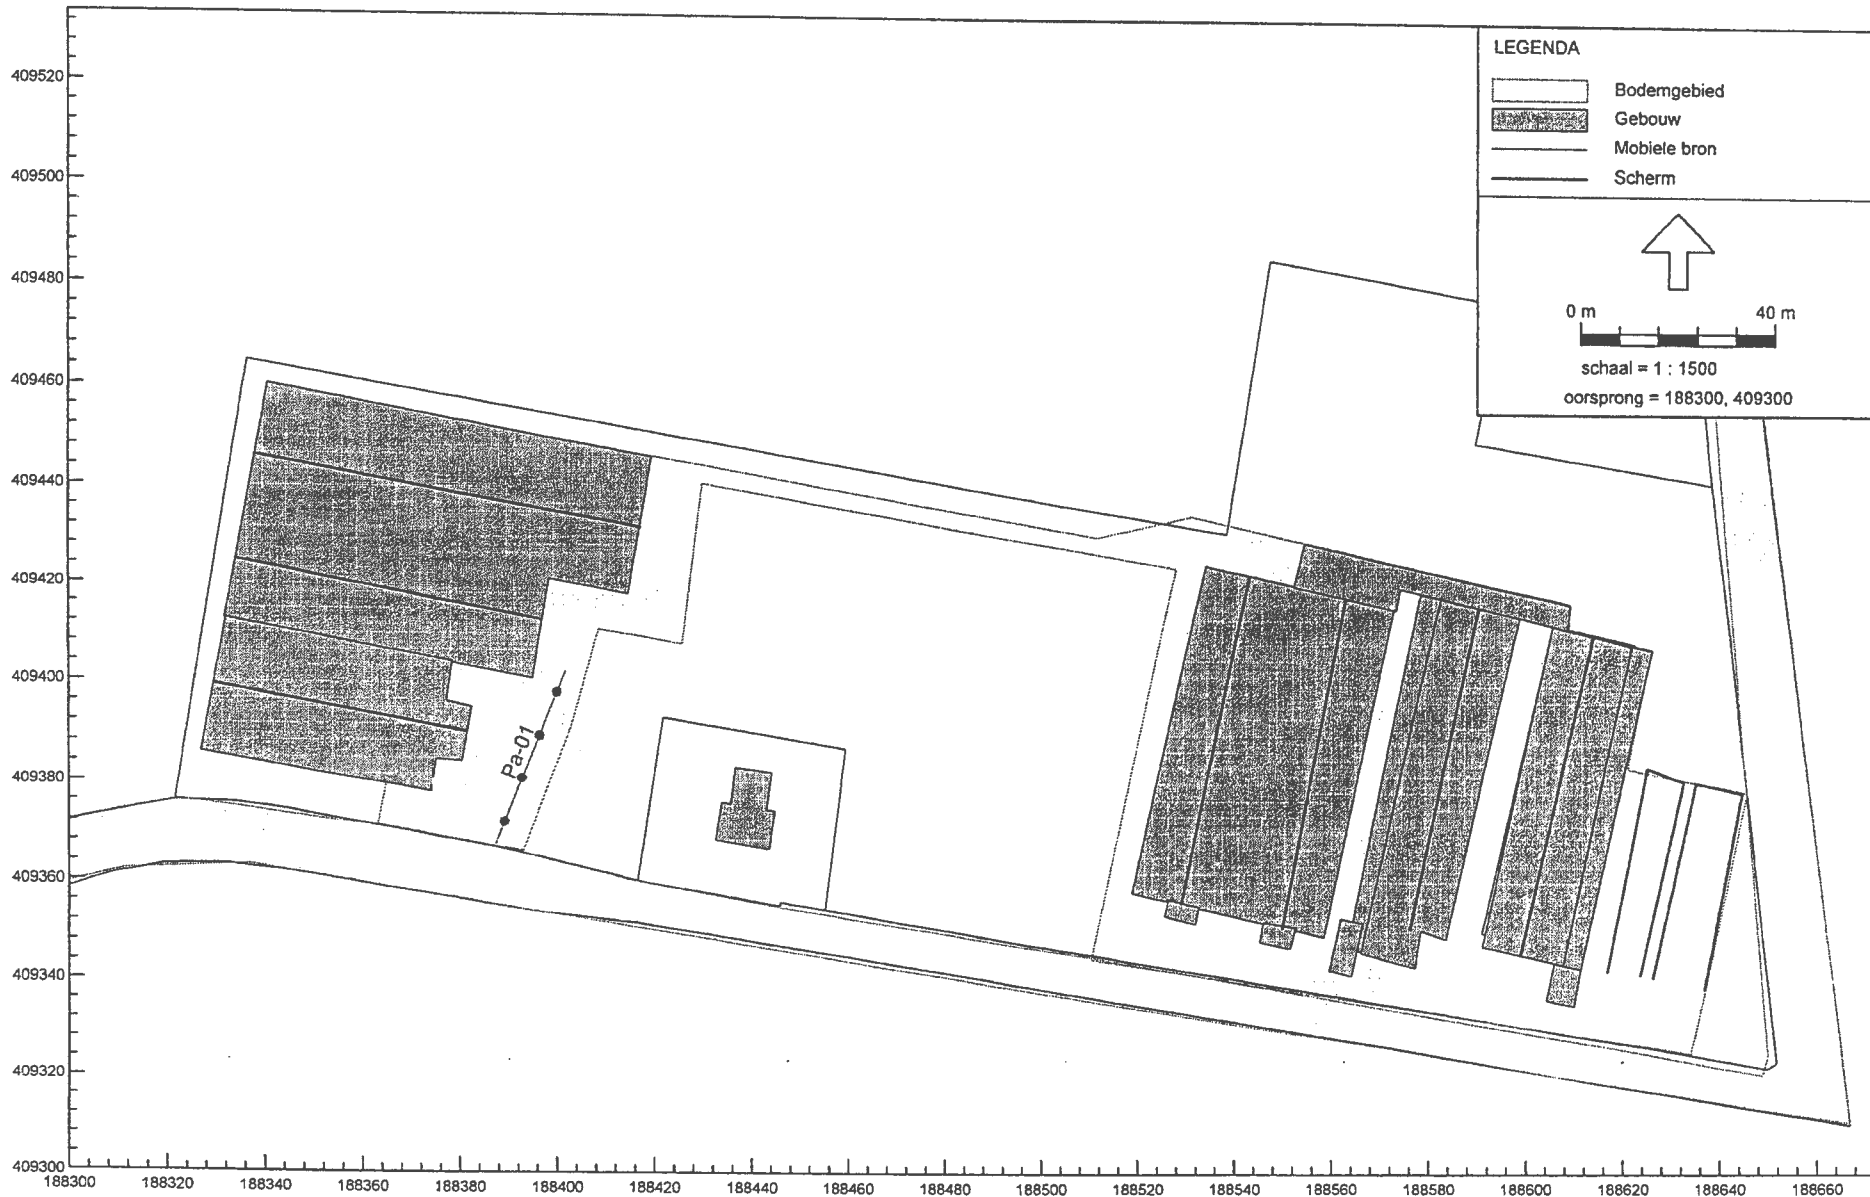 LEGENDA
Bodemgebied
Gebouw
Mobiele bron
Scherm
0 m 40 m
schaal = 1 : 1500
oorsprong = 188300, 409300
409520
409500
409480
409460
409440
409420
409400
409380
409360
409340
409320
409300
Pa-01
188300 188320 188340 188360 188380 188400 188420 188440 188460 188480 188500 188520 188540 188560 188580 188600 188620 188640 188660